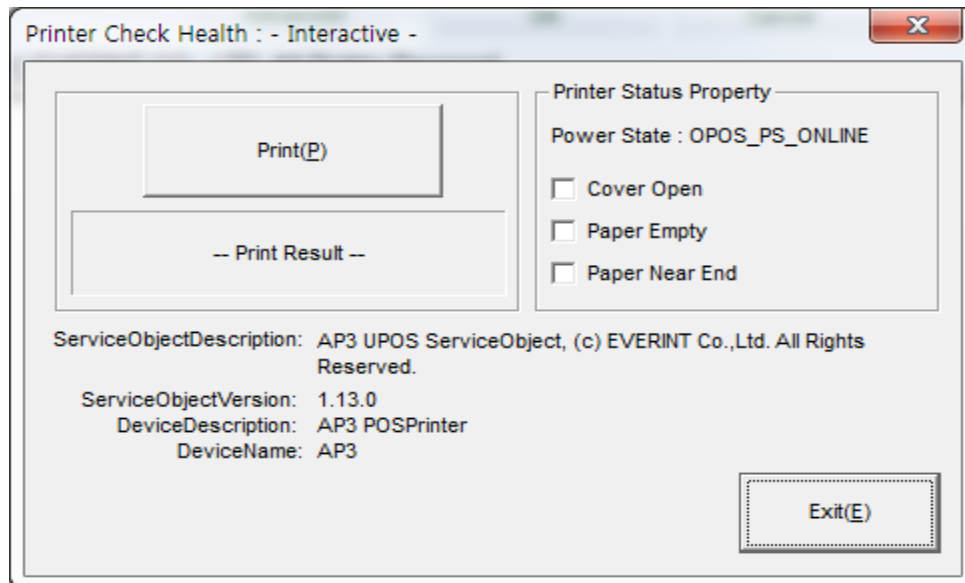 Printer Check Health : - Interactive -
Print(P)
-- Print Result --
Printer Status Property
Power State : OPOS_PS_ONLINE
Cover Open
Paper Empty
Paper Near End
ServiceObjectDescription: AP3 UPOS ServiceObject, (c) EVERINT Co.,Ltd. All Rights
Reserved.
ServiceObjectVersion: 1.13.0
DeviceDescription: AP3 POSPrinter
DeviceName: AP3
Exit(E)